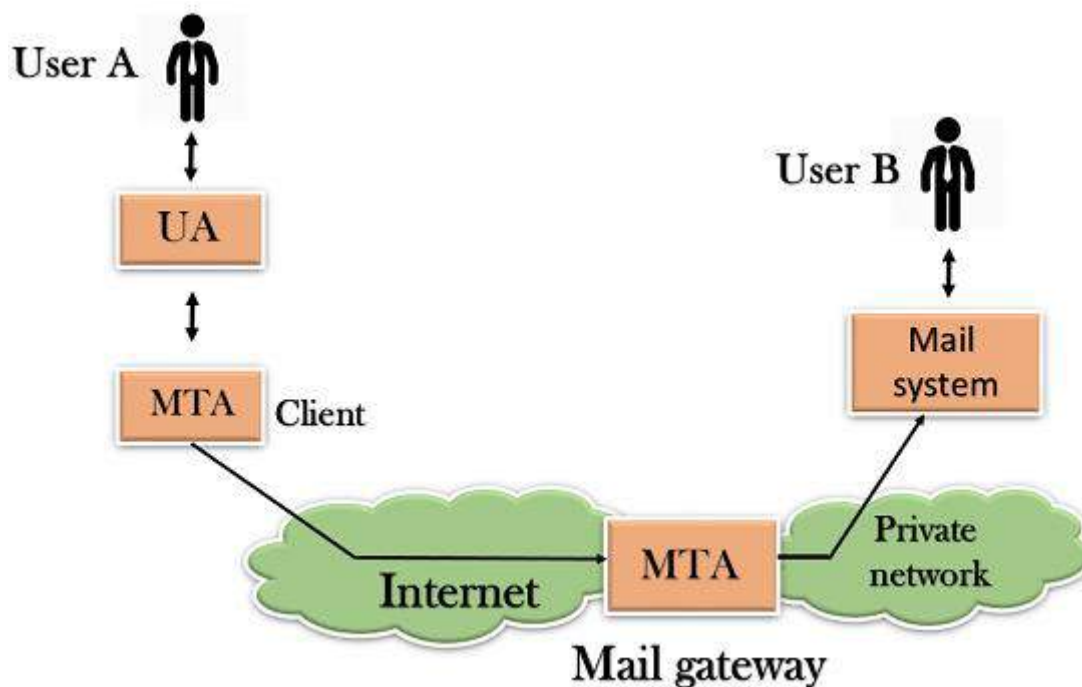 User A
UA
MTA
Client
User B
Mail
system
Internet
MTA
Private
network
Mail gateway